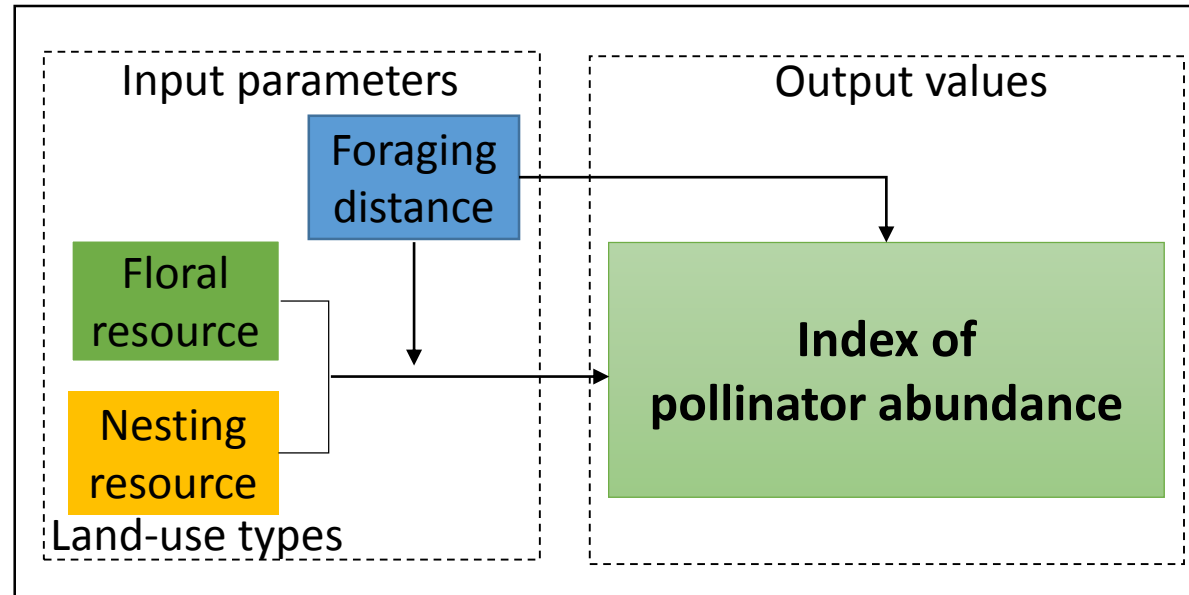 Input parameters
Output values
Foraging
distance
Floral
resource
Nesting
resource
Land-use types
Index of
pollinator abundance